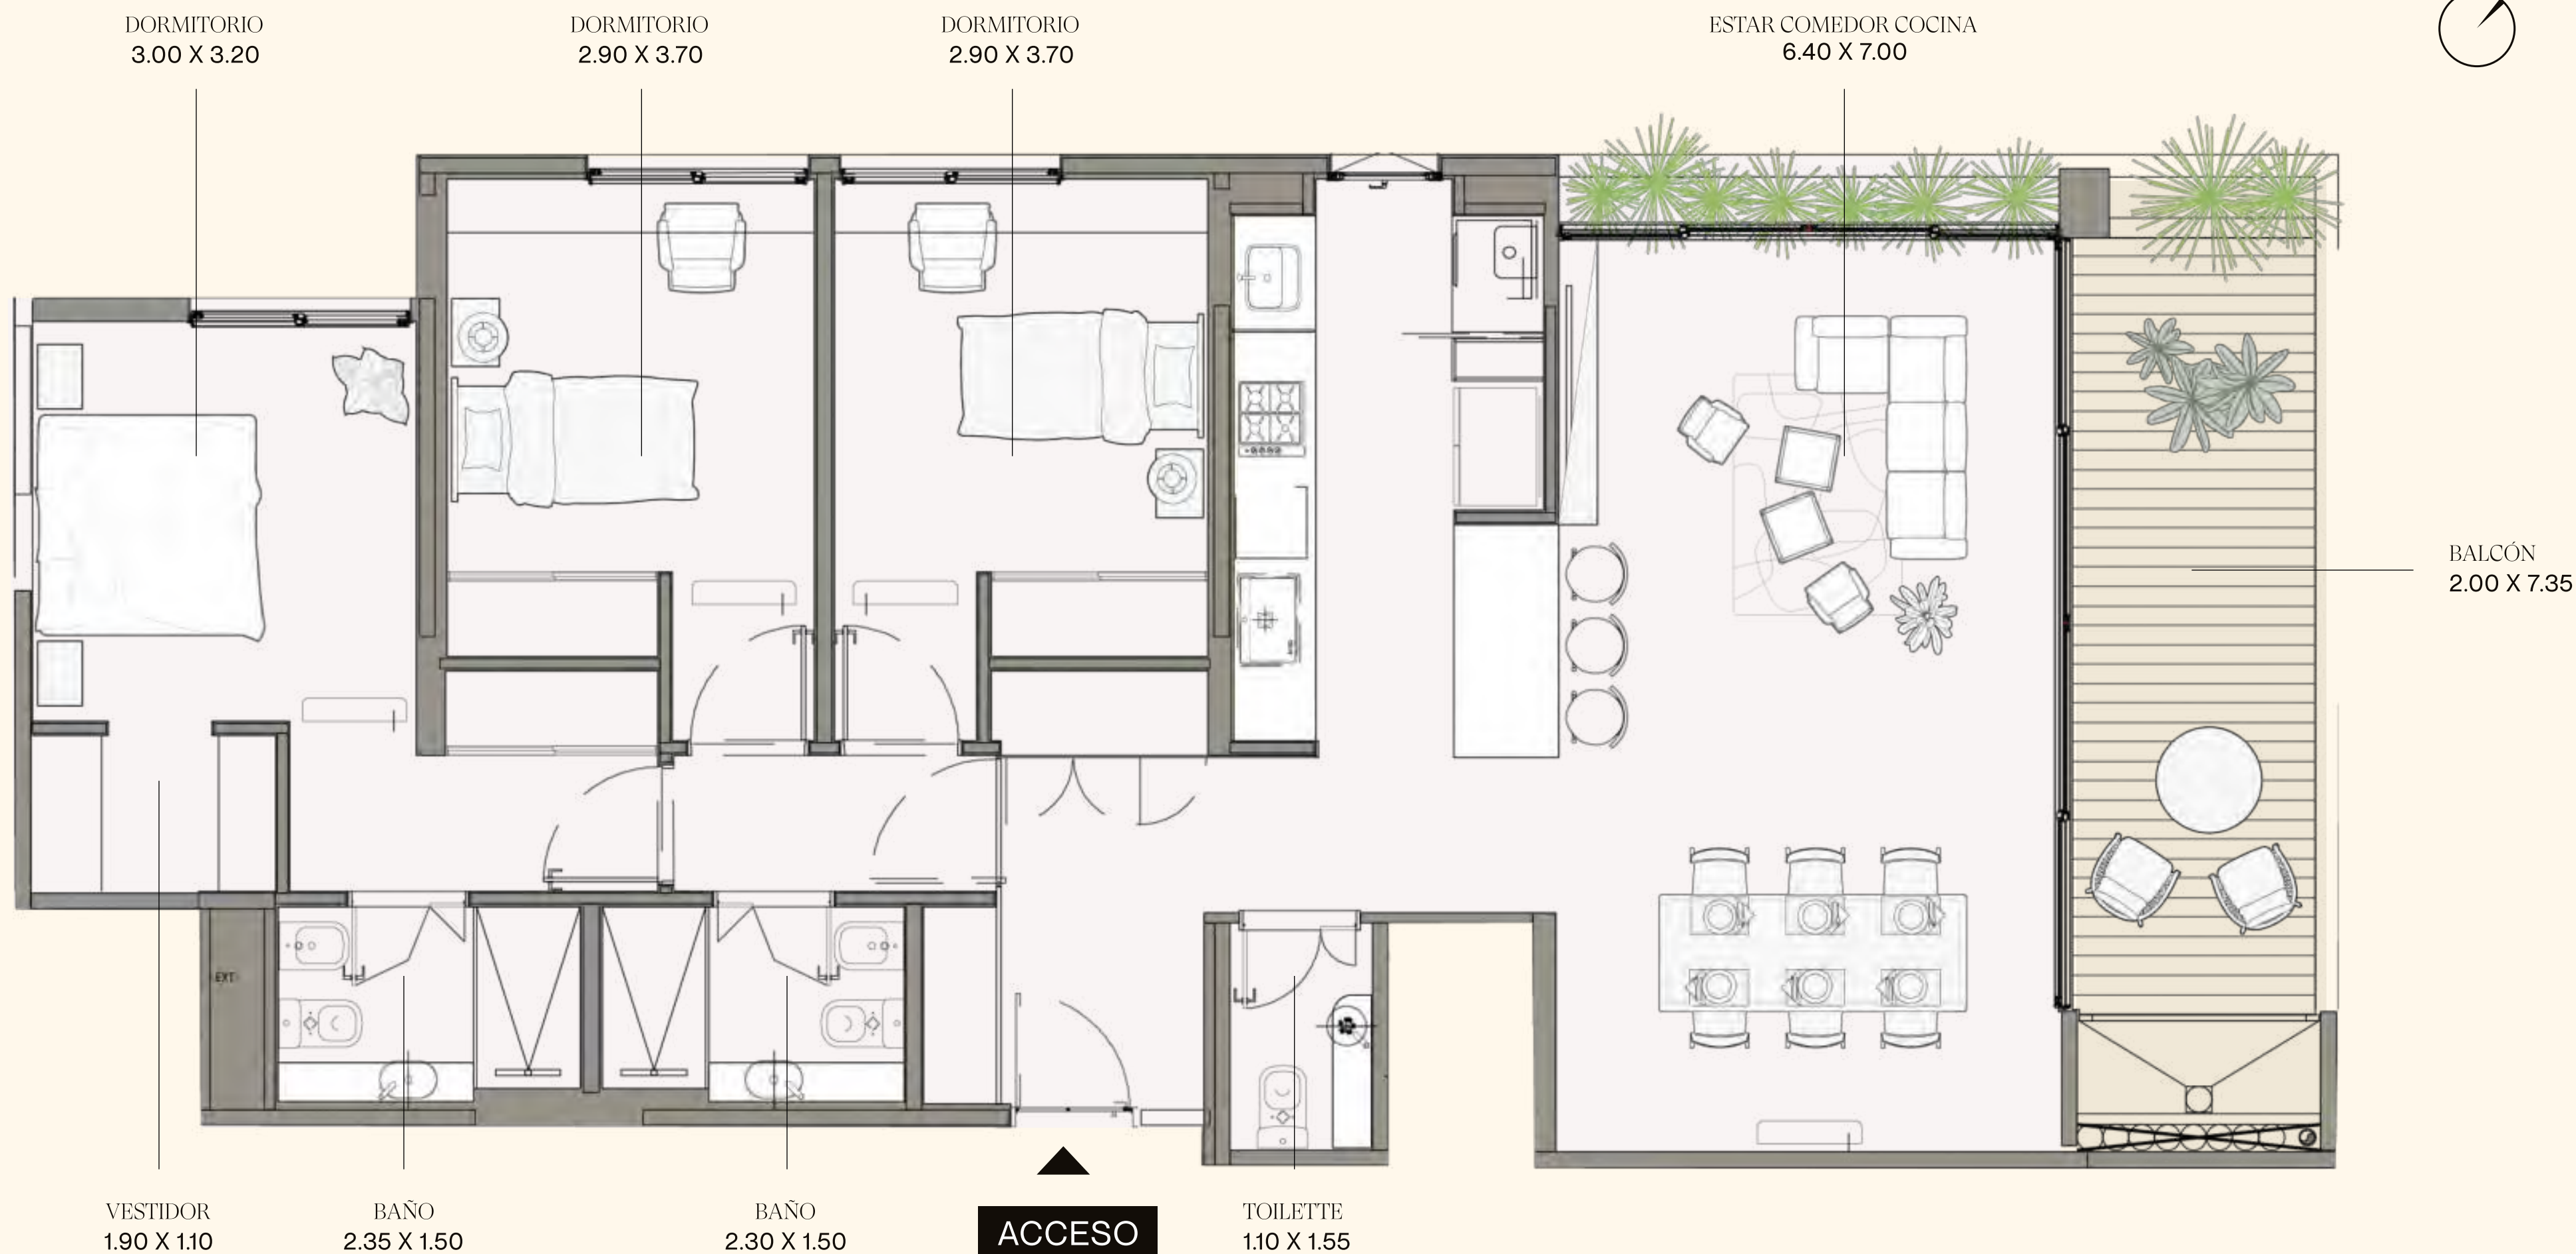 DORMITORIO
3.00 X 3.20
DORMITORIO
2.90 X 3.70
DORMITORIO
2.90 X 3.70
ESTAR COMEDOR COCINA
6.40 X 7.00
BALCÓN
2.00 X 7.35
EXT
VESTIDOR
1.90 X 1.10
BAÑO
2.35 X 1.50
BAÑO
2.30 X 1.50
ACCESO
TOILETTE
1.10 X 1.55